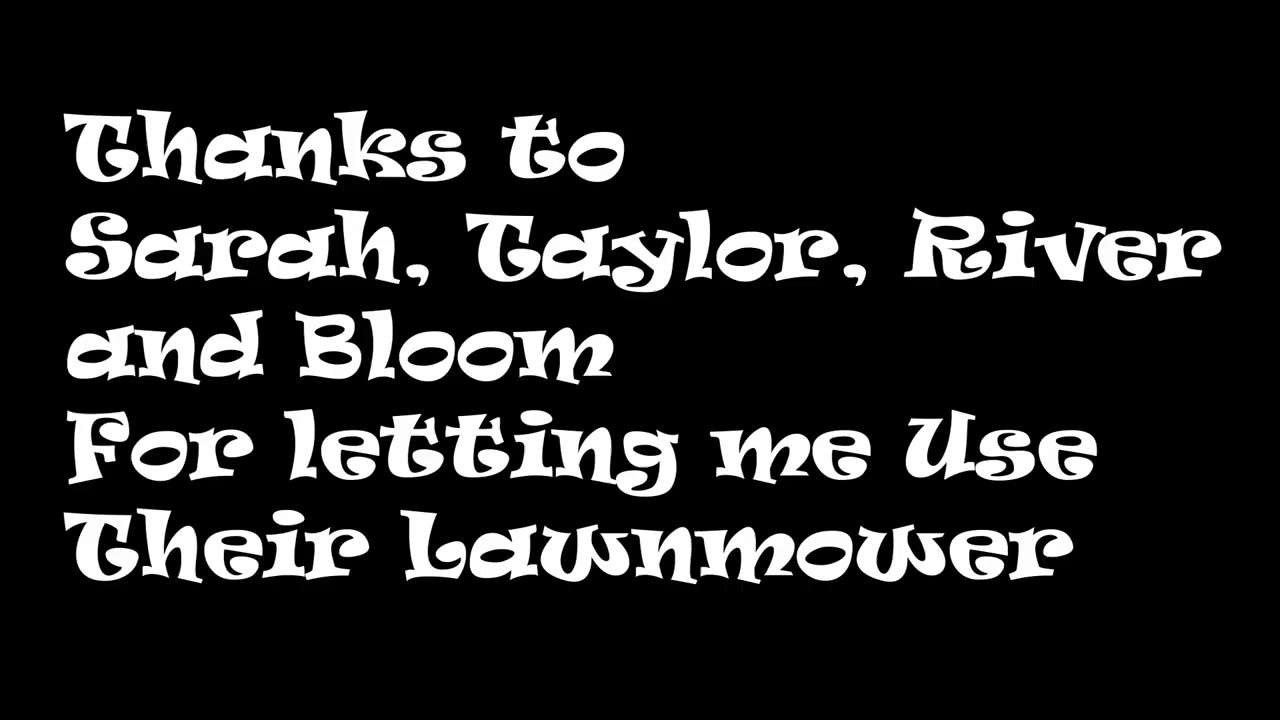 Thanks to
Sarah, Taylor, River
and Bloom
For letting me Use
Their Lawnmower